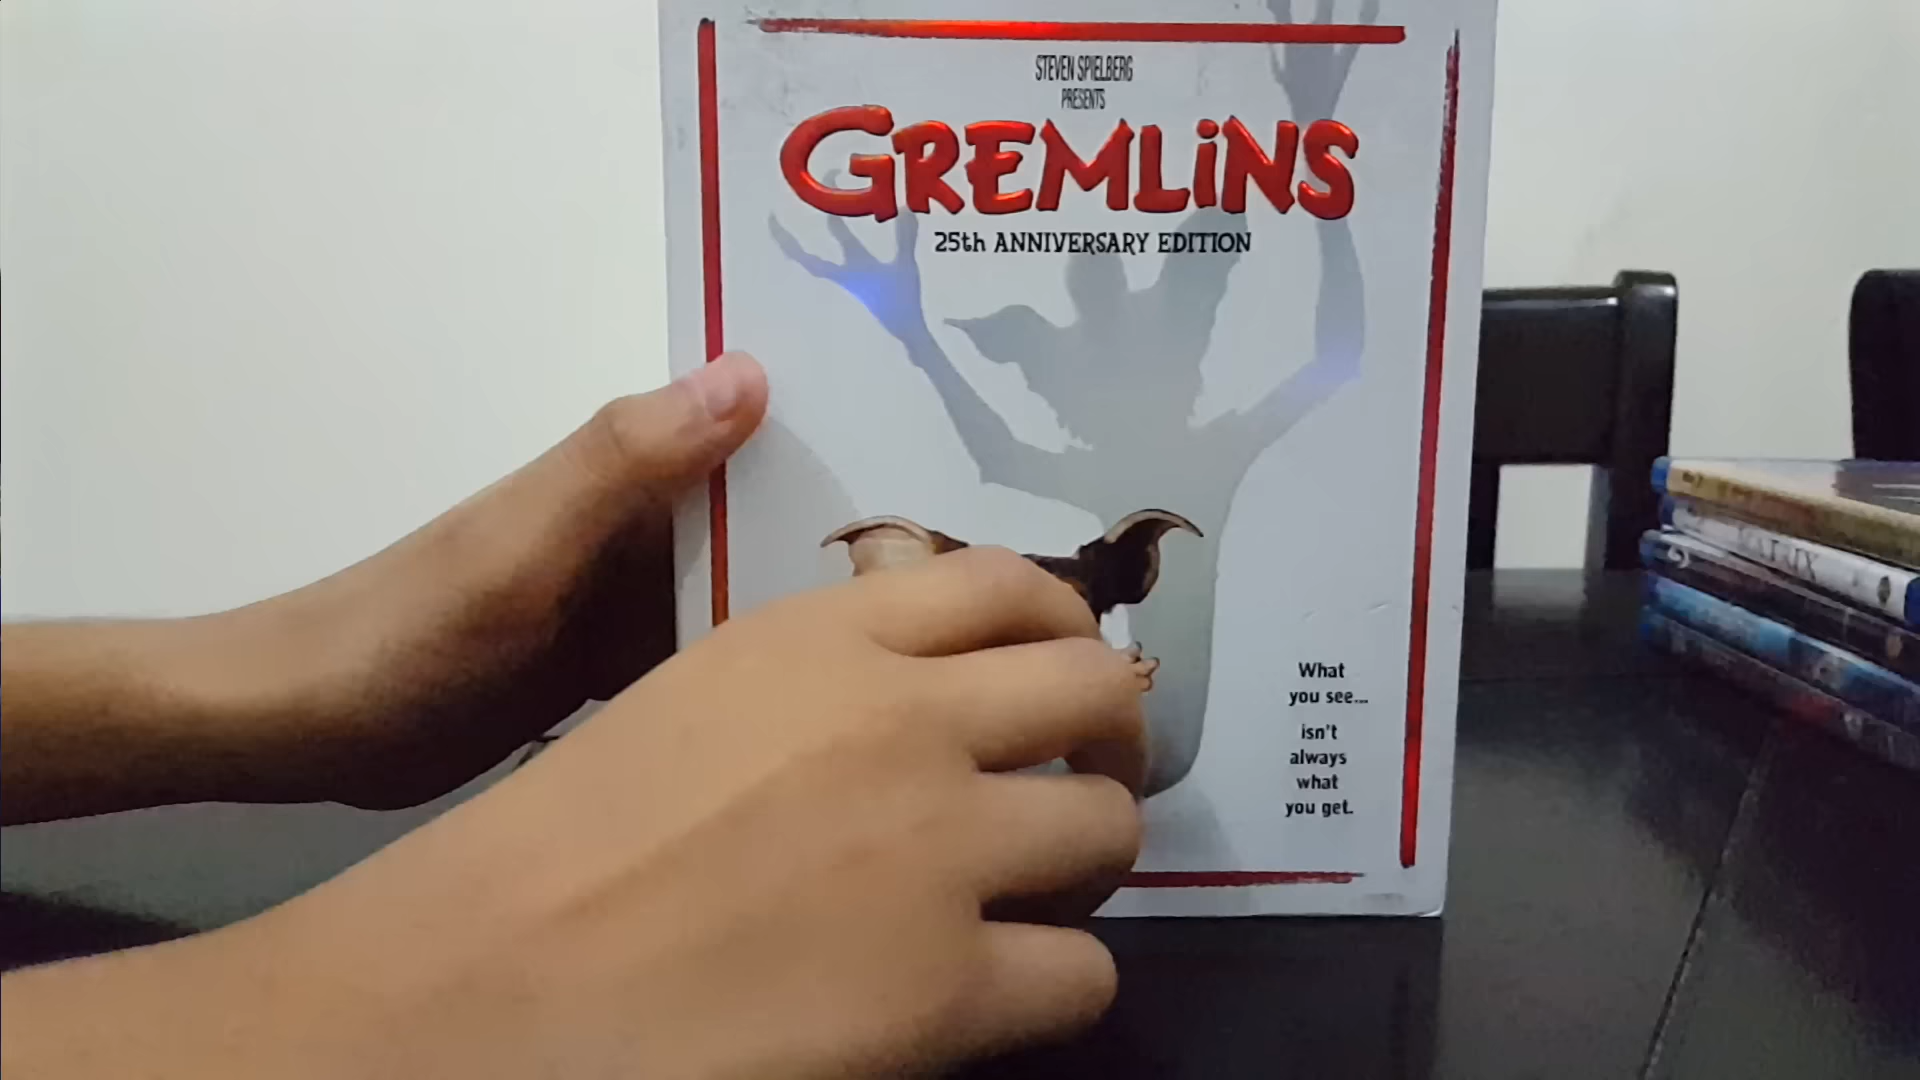 STEVEN SPIELBERG
PRESENTS
GREMLiNS
25th ANNIVERSARY EDITION
What
you see...
isn't
always
what
you get.